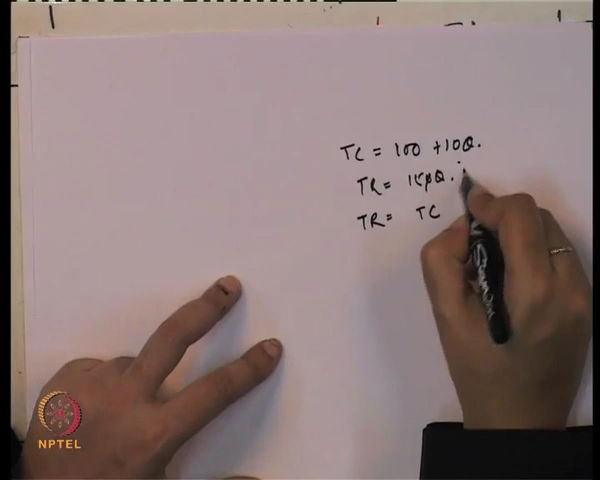 TC = 100 + 10Q.
TR =
TR = TC
NPTEL